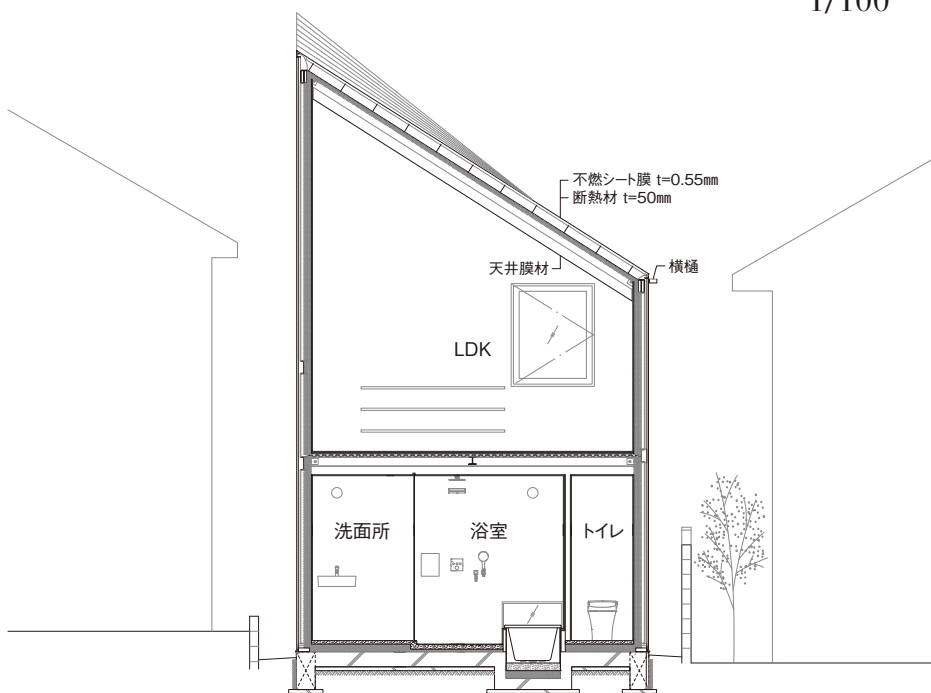 1/100
不燃シート膜 t=0.55㎜
断熱材 t=50㎜
天井膜材
横樋
LDK
洗面所
浴室
トイレ